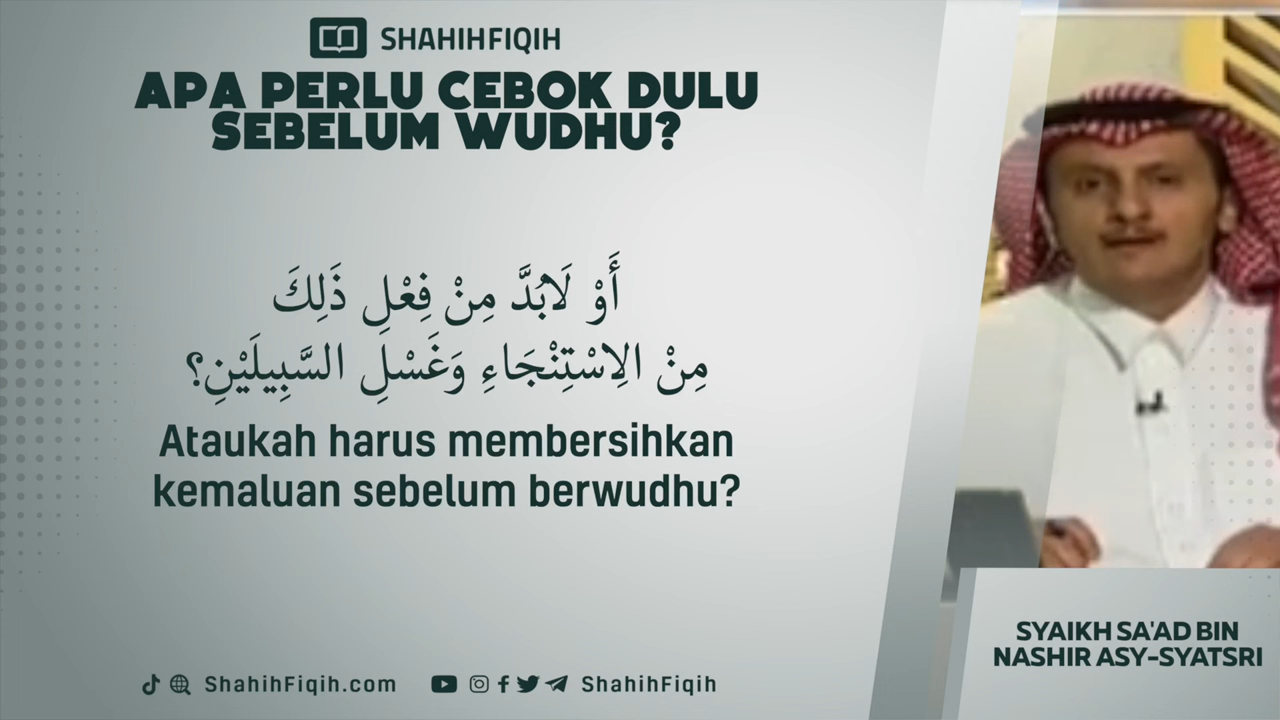 SHAHIHFIQIH
APA PERLU CEBOK DULU
SEBELUM WUDHU?
أَوْ لَابُدَّ مِنْ فِعْلِ ذَلِكَ
مِنْ الِاسْتِنْجَاءِ وَغَسْلِ السَّبِيلَيْنِ؟
Ataukah harus membersihkan
kemaluan sebelum berwudhu?
SYAIKH SA'AD BIN
NASHIR ASY-SYATSRI
ShahihFiqih.com
ShahihFiqih